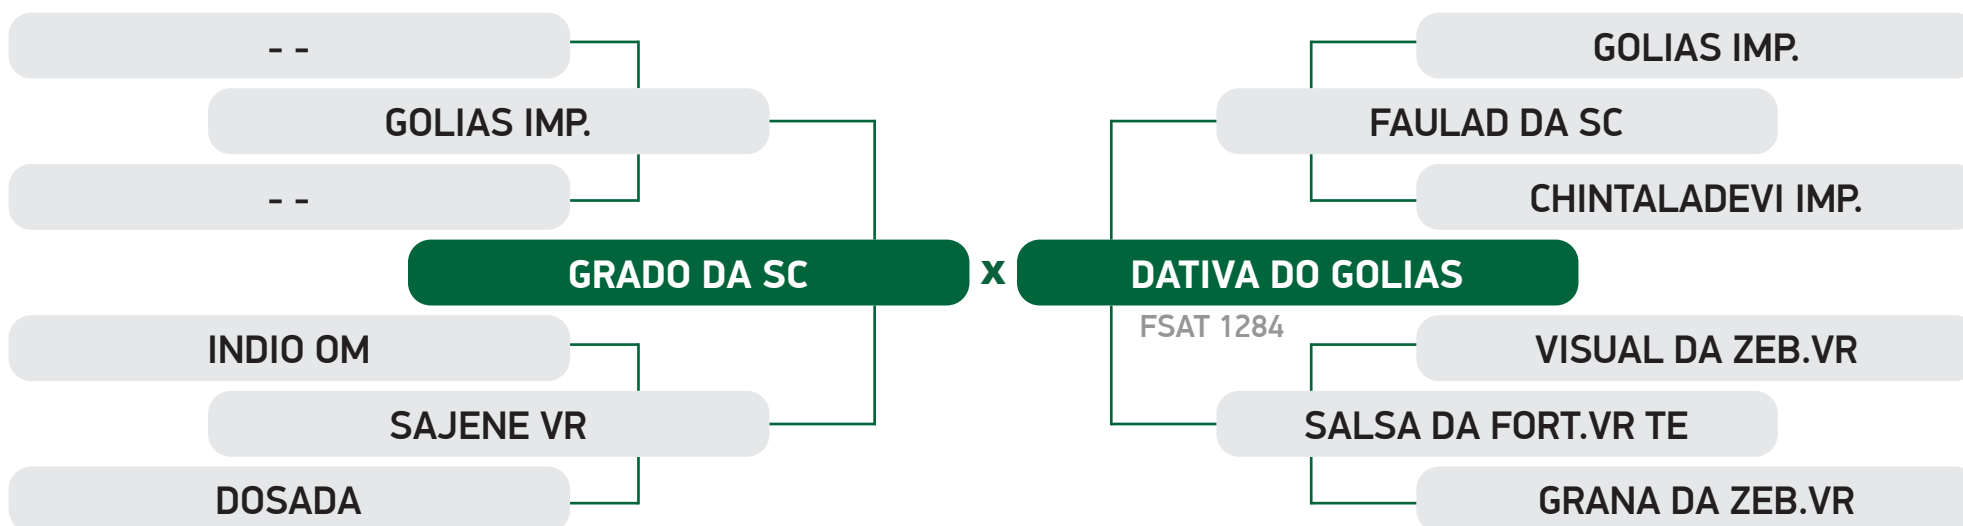 - -
GOLIAS IMP.
GOLIAS IMP.
FAULAD DA SC
- -
CHINTALADEVI IMP.
GRADO DA SC
x
DATIVA DO GOLIAS
FSAT 1284
INDIO OM
VISUAL DA ZEB.VR
SAJENE VR
SALSA DA FORT.VR TE
DOSADA
GRANA DA ZEB.VR